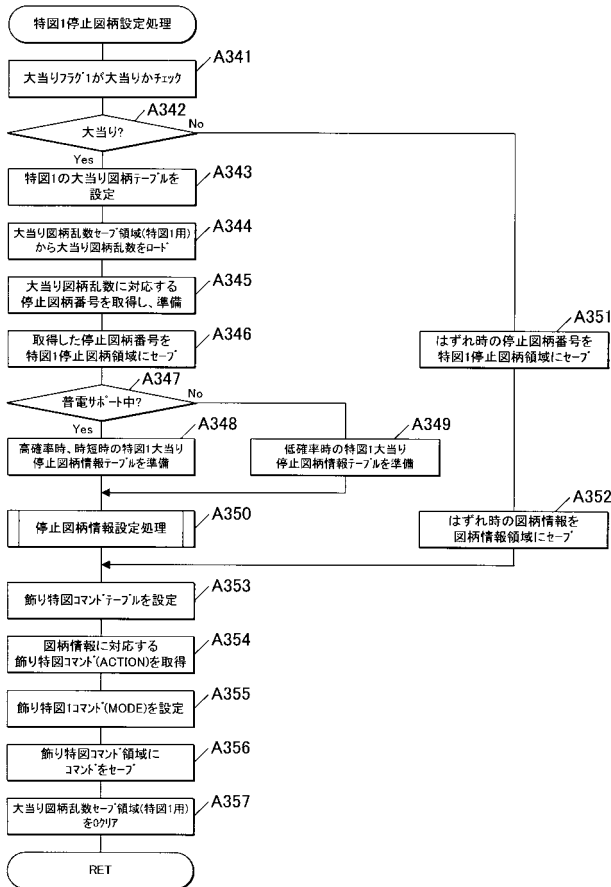 特図1停止図柄設定処理
A341
大当りフラグ1が大当りかチェック
A342
大当り?
No
Yes
A343
特図1の大当り図柄テーブルを
設定
A344
大当り図柄乱数セーブ領域(特図1用)
から大当り図柄乱数をロード
A345
大当り図柄乱数に対応する
停止図柄番号を取得し、準備
A346
取得した停止図柄番号を
特図1停止図柄領域にセーブ
A351
はずれ時の停止図柄番号を
特図1停止図柄領域にセーブ
A347
普電サポート中?
No
Yes
A348
高確率時、時短時の特図1大当り
停止図柄情報テーブルを準備
A349
低確率時の特図1大当り
停止図柄情報テーブルを準備
A350
停止図柄情報設定処理
A352
はずれ時の図柄情報を
図柄情報領域にセーブ
A353
飾り特図コマンドテーブルを設定
A354
図柄情報に対応する
飾り特図コマンド(ACTION)を取得
A355
飾り特図1コマンド(MODE)を設定
A356
飾り特図コマンド領域に
コマンドをセーブ
A357
大当り図柄乱数セーブ領域(特図1用)
を0クリア
RET